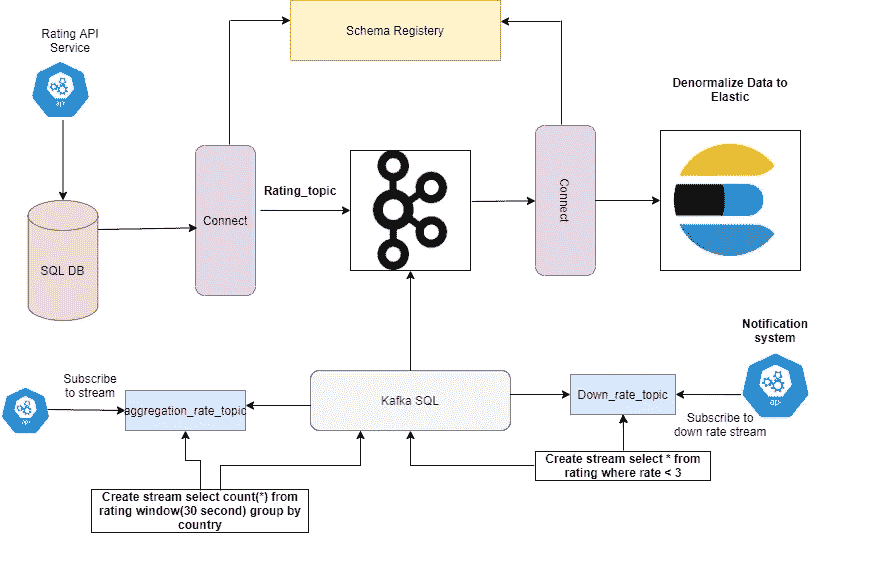 Rating API
Service
Schema Registery
Denormalize Data to
Elastic
api
Connect
Rating_topic
Connect
SQL DB
Notification
system
Subscribe
to stream
api
aggregation_rate_topic
Kafka SQL
Down_rate_topic
api
Subscribe to
down rate stream
Create stream select * from
rating where rate < 3
Create stream select count(*) from
rating window(30 second) group by
country